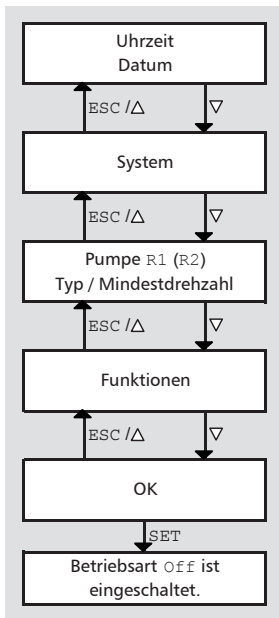 Uhrzeit
Datum
ESC /△ ▽
System
ESC /△ ▽
Pumpe R1 (R2)
Typ / Mindestdrehzahl
ESC /△ ▽
Funktionen
ESC /△ ▽
OK
SET
Betriebsart Off ist
eingeschaltet.